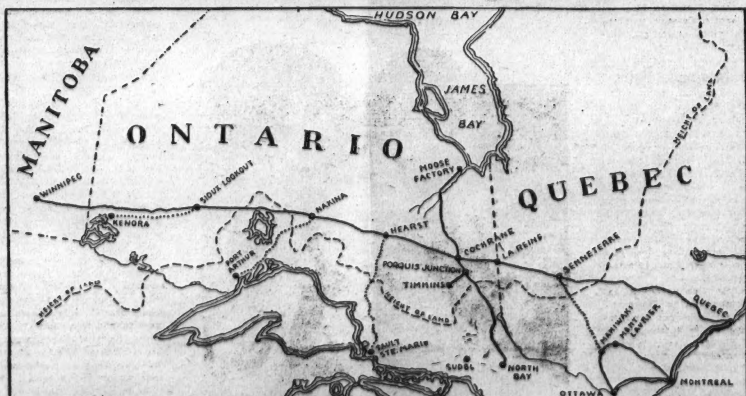 HUDSON BAY
MANITOBA
ONTARIO
JAMES
BAY
HEIGHT OF LAND
QUEBEC
MOOSE
FACTORY
WINNIPEG
SIOUX LOOKOUT
NAKINA
KENORA
HEARST
COCHRANE
LA REINE
SENNETERRE
PORT
ARTHUR
PORQUIS JUNCTION
TIMMINS
HEIGHT OF LAND
HEIGHT OF LAND
QUEBEC
MANIWAKI
MONT
LAURIER
SAULT
STE. MARIE
NORTH
BAY
OTTAWA
MONTREAL